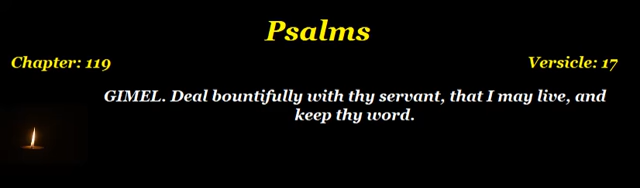 Psalms
Chapter: 119
Versicle: 17
GIMEL. Deal bountifully with thy servant, that I may live, and
keep thy word.